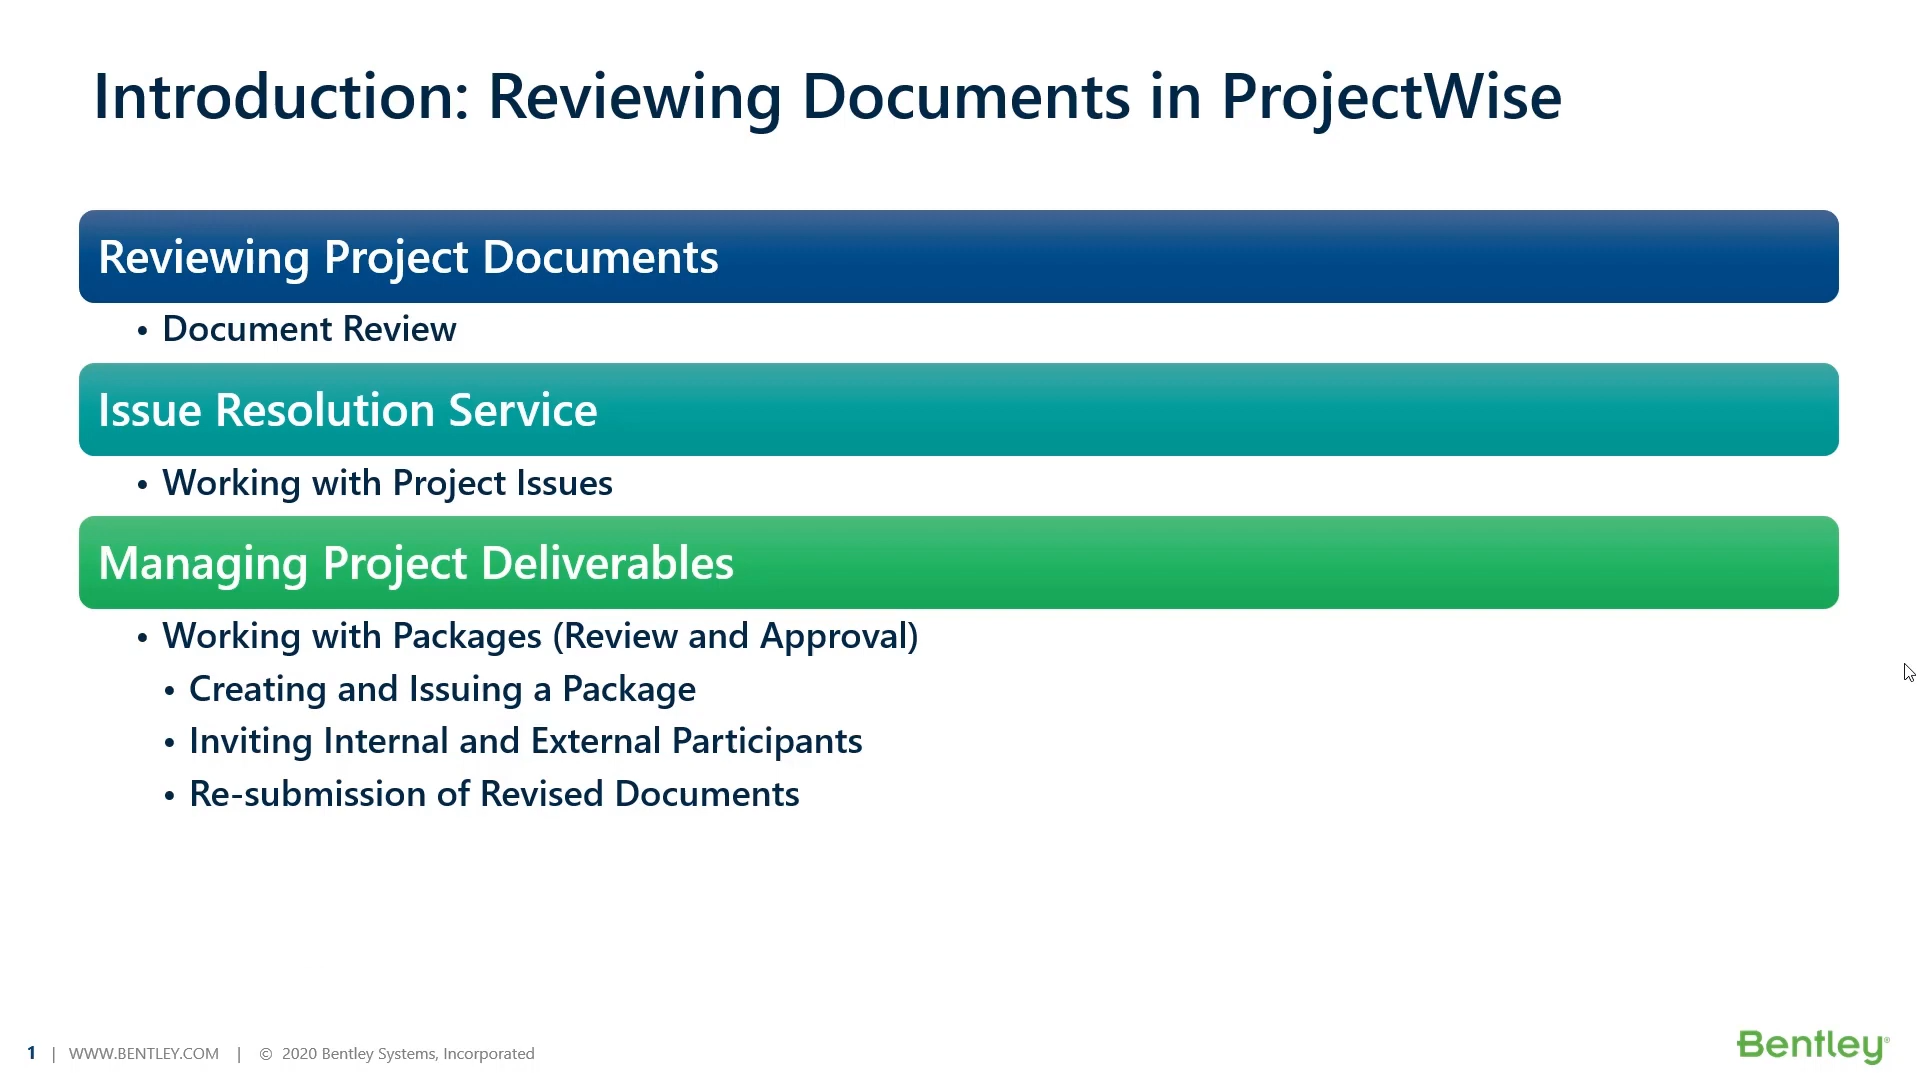 Introduction: Reviewing Documents in ProjectWise
Reviewing Project Documents
• Document Review
Issue Resolution Service
• Working with Project Issues
Managing Project Deliverables
• Working with Packages (Review and Approval)
• Creating and Issuing a Package
• Inviting Internal and External Participants
• Re-submission of Revised Documents
1 | WWW.BENTLEY.COM | © 2020 Bentley Systems, Incorporated
Bentley®